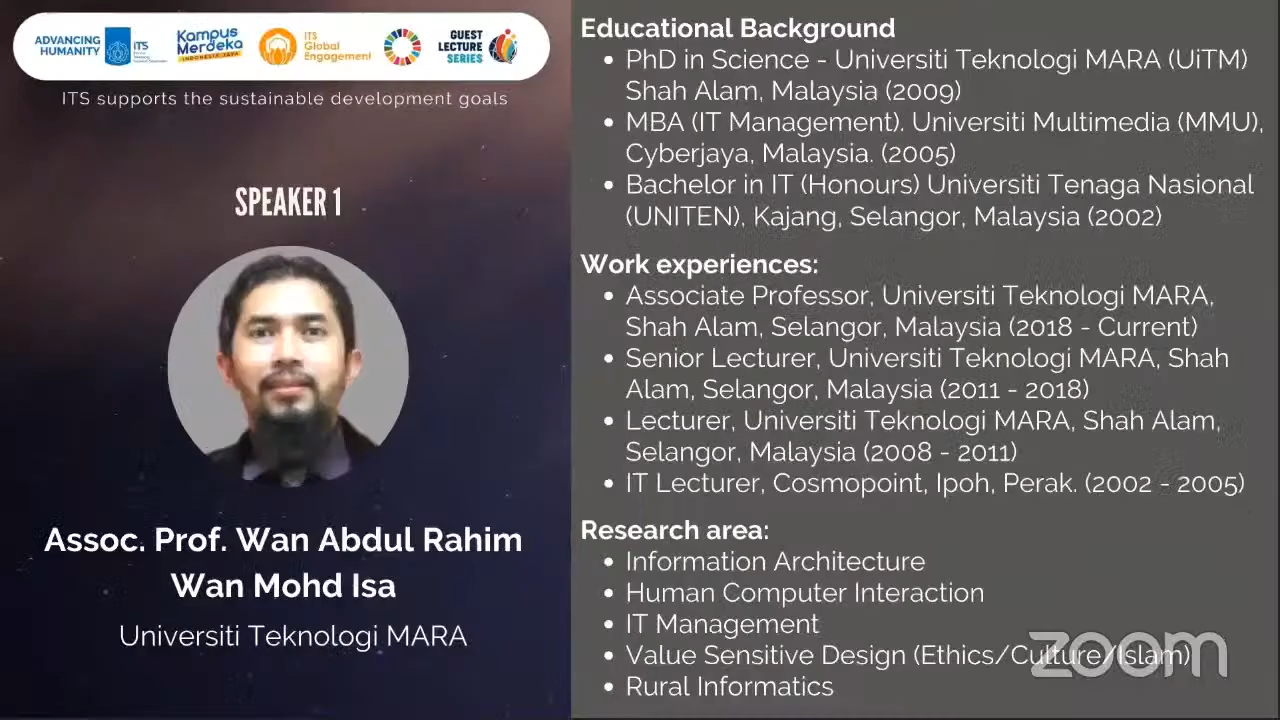 ADVANCING
HUMANITY
ITS
Kampus
Merdeka
INDONESIA JAYA
ITS
Global
Engagement
GUEST
LECTURE
SERIES
ITS supports the sustainable development goals
SPEAKER 1
Assoc. Prof. Wan Abdul Rahim
Wan Mohd Isa
Universiti Teknologi MARA
Educational Background
• PhD in Science - Universiti Teknologi MARA (UiTM)
Shah Alam, Malaysia (2009)
• MBA (IT Management). Universiti Multimedia (MMU),
Cyberjaya, Malaysia. (2005)
• Bachelor in IT (Honours) Universiti Tenaga Nasional
(UNITEN), Kajang, Selangor, Malaysia (2002)
Work experiences:
• Associate Professor, Universiti Teknologi MARA,
Shah Alam, Selangor, Malaysia (2018 - Current)
• Senior Lecturer, Universiti Teknologi MARA, Shah
Alam, Selangor, Malaysia (2011 - 2018)
• Lecturer, Universiti Teknologi MARA, Shah Alam,
Selangor, Malaysia (2008 - 2011)
• IT Lecturer, Cosmopoint, Ipoh, Perak. (2002 - 2005)
Research area:
• Information Architecture
• Human Computer Interaction
• IT Management
• Value Sensitive Design (Ethics/Culture/Islam)
• Rural Informatics
zoom